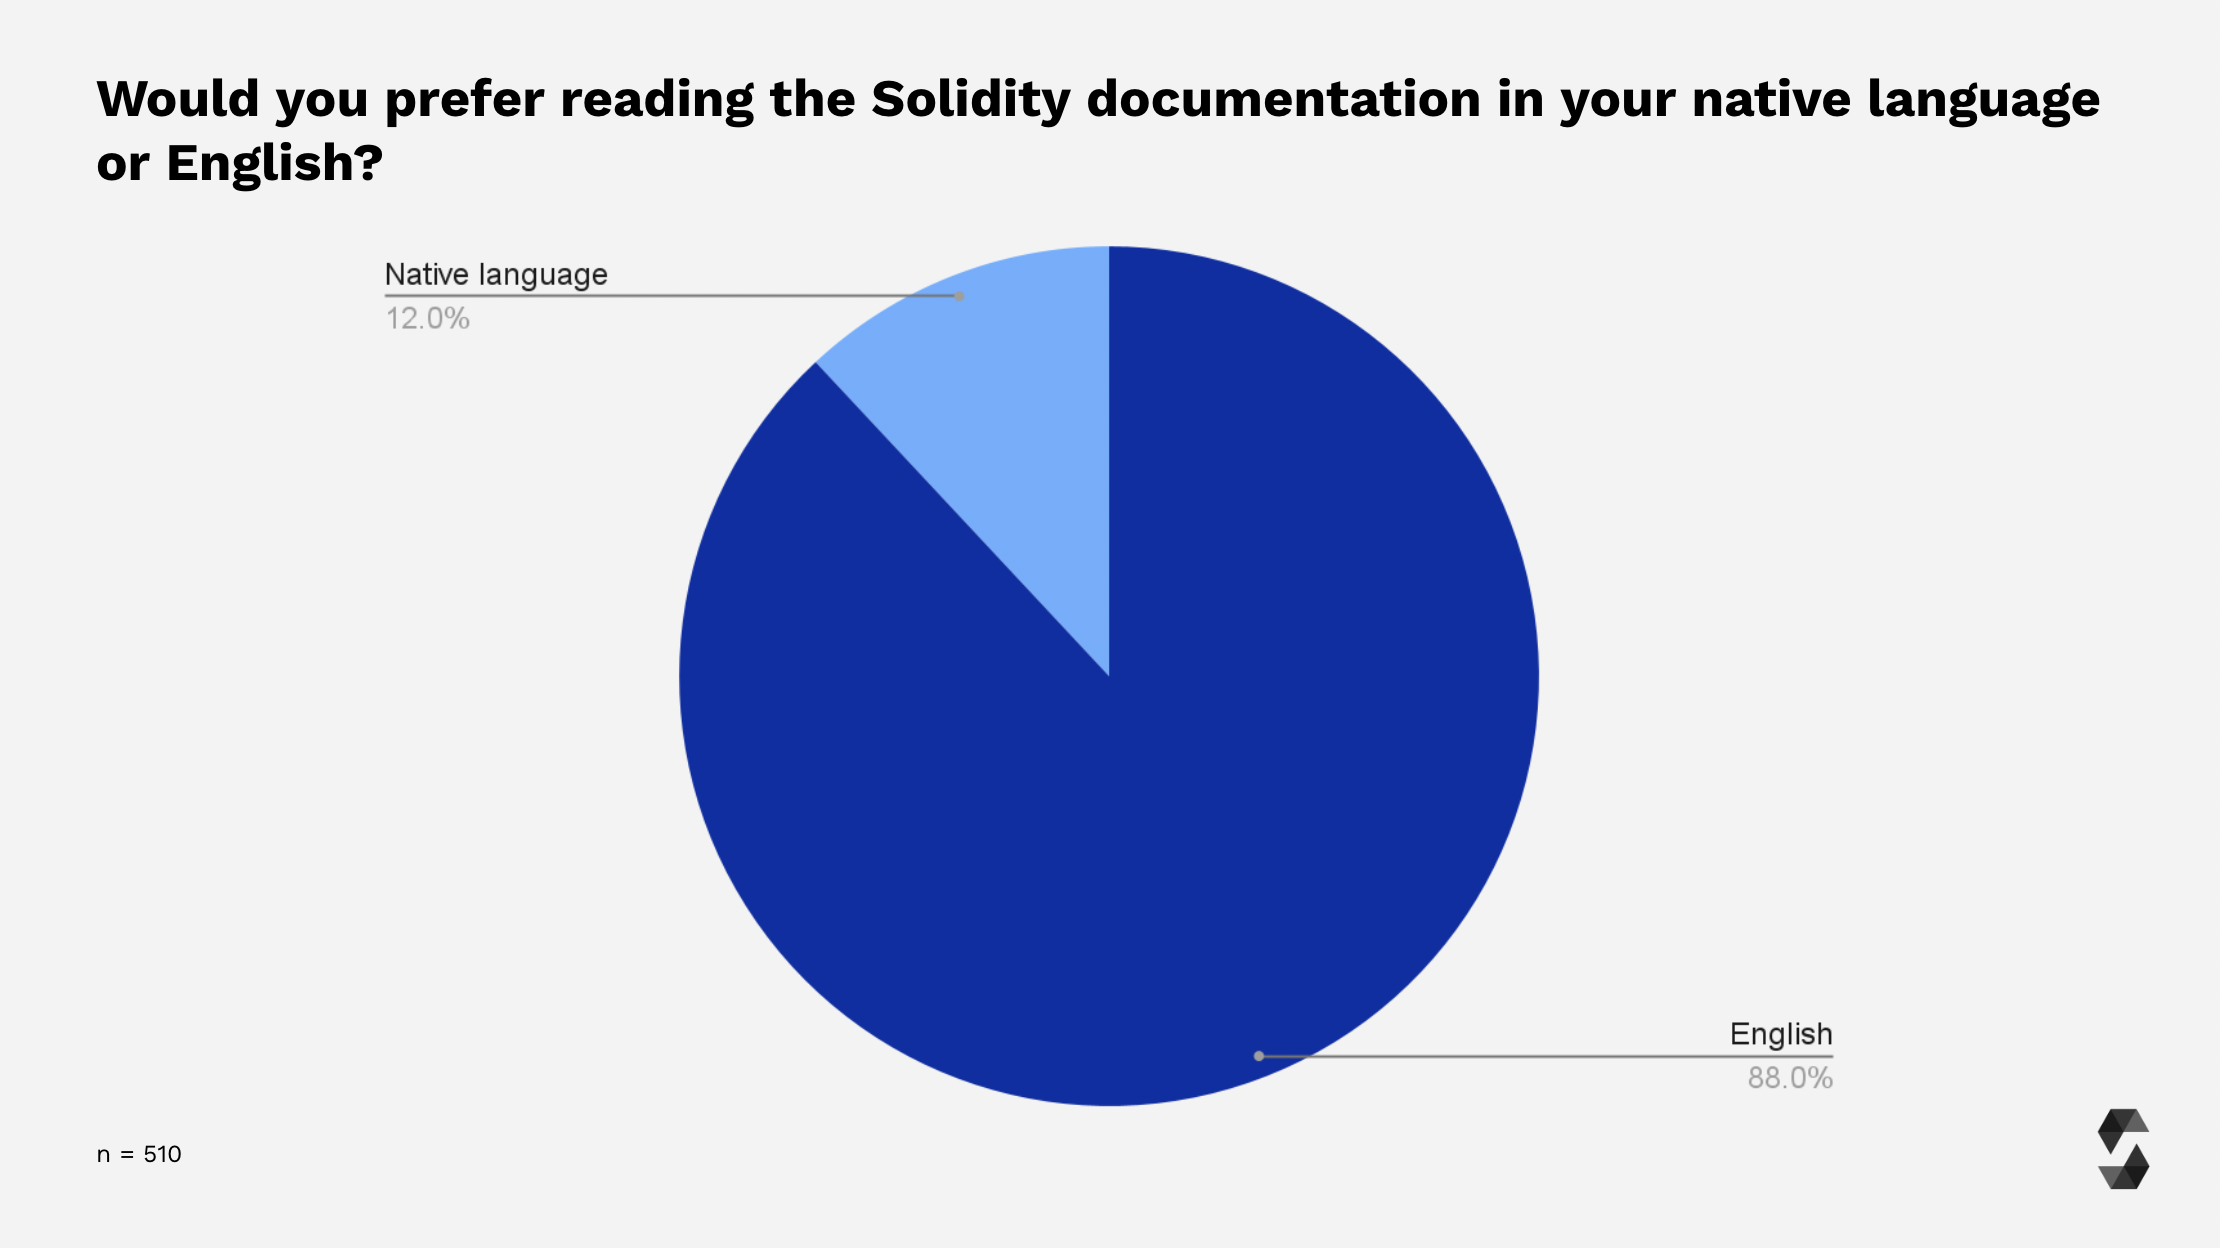 Would you prefer reading the Solidity documentation in your native language
or English?
Native language
12.0%
English
88.0%
n = 510